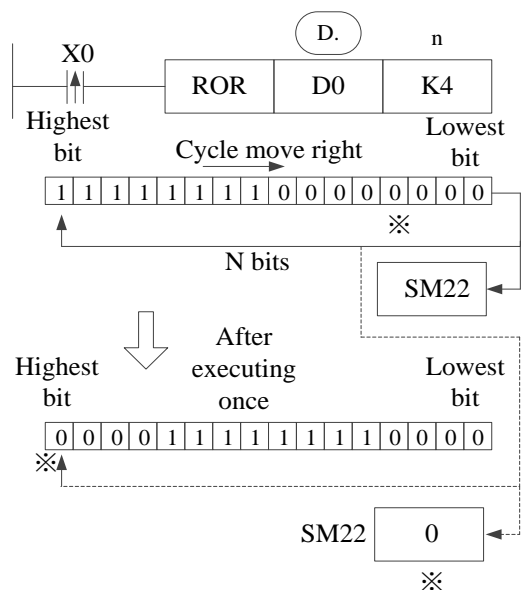 D. n
X0
ROR D0 K4
Highest bit
Lowest bit
Cycle move right
1 1 1 1 1 1 1 1 0 0 0 0 0 0 0 0
※
N bits
SM22
After executing once
Highest bit
Lowest bit
0 0 0 0 1 1 1 1 1 1 1 1 0 0 0 0
※
SM22 0
※